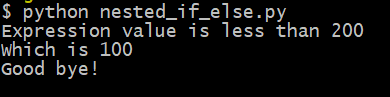 $ python nested_if_else.py
Expression value is less than 200
Which is 100
Good bye!